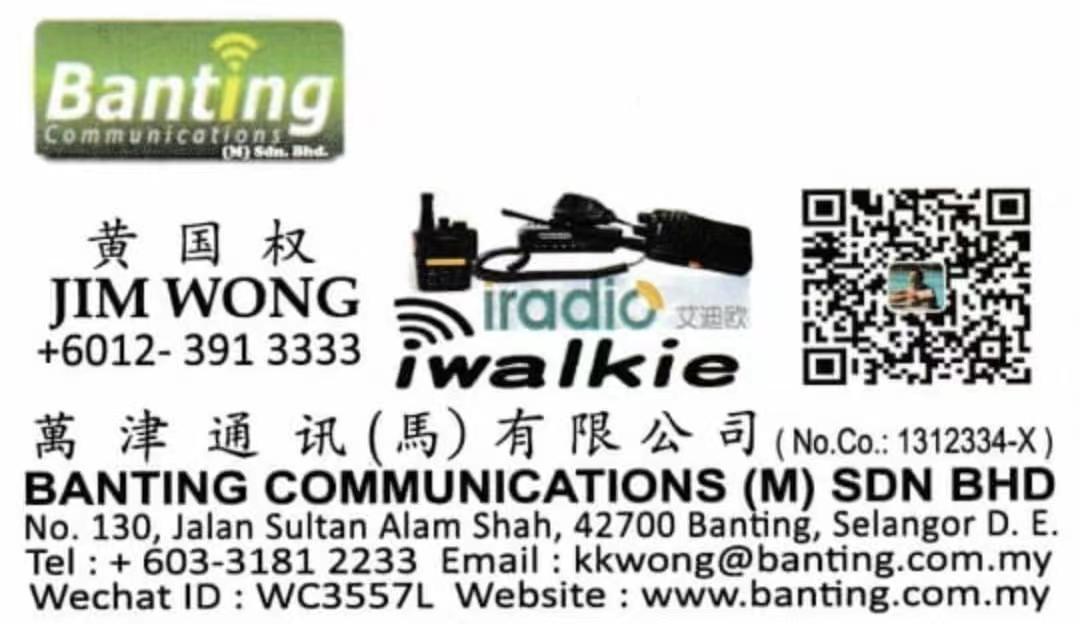 Banting
Communications
(M) Sdn. Bhd.
黄国权
JIM WONG
+6012- 391 3333
iradio 艾迪欧
iwalkie
萬津通讯(馬)有限公司 (No.Co.: 1312334-X)
BANTING COMMUNICATIONS (M) SDN BHD
No. 130, Jalan Sultan Alam Shah, 42700 Banting, Selangor D. E.
Tel : + 603-3181 2233 Email : kkwong@banting.com.my
Wechat ID : WC3557L Website : www.banting.com.my